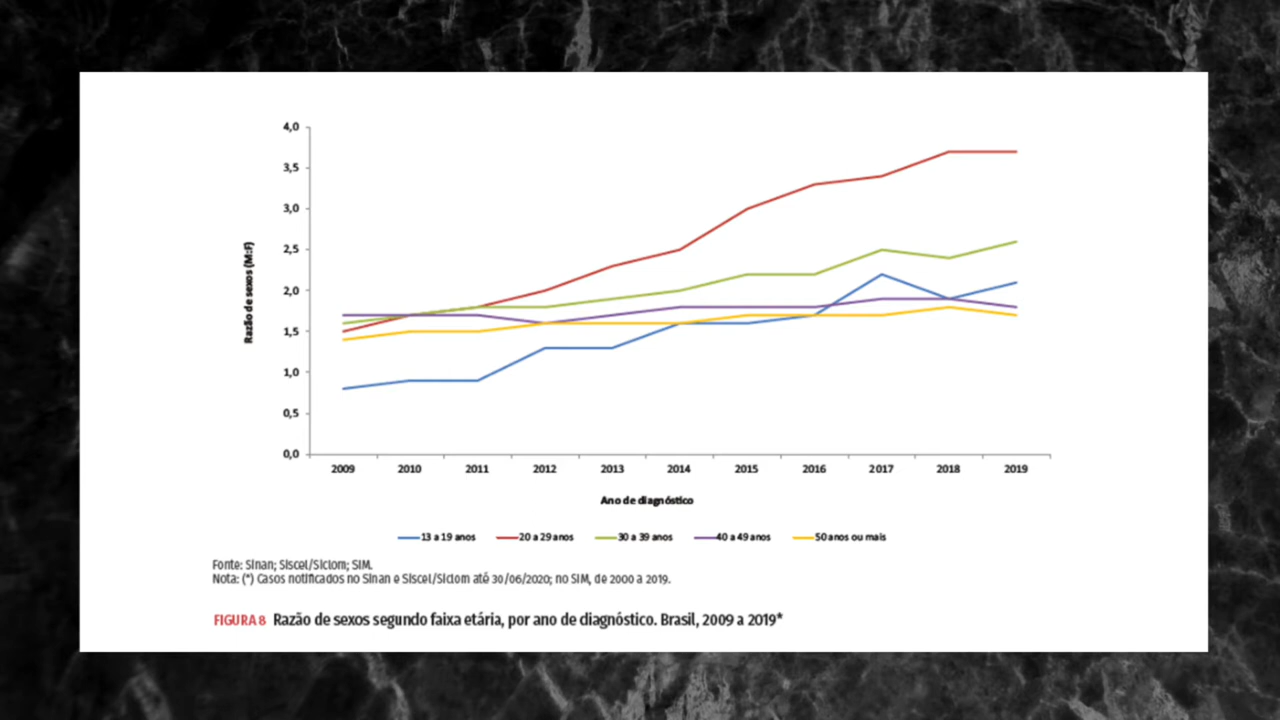 4,0
3,5
3,0
2,5
2,0
1,5
1,0
0,5
0,0
Razão de sexos (M:F)
2009 2010 2011 2012 2013 2014 2015 2016 2017 2018 2019
Ano de diagnóstico
13 a 19 anos 20 a 29 anos 30 a 39 anos 40 a 49 anos 50 anos ou mais
Fonte: Sinan; Siscel/Siclom; SIM.
Nota: (*) Casos notificados no Sinan e Siscel/Siclom até 30/06/2020; no SIM, de 2000 a 2019.
FIGURA 8 Razão de sexos segundo faixa etária, por ano de diagnóstico. Brasil, 2009 a 2019*